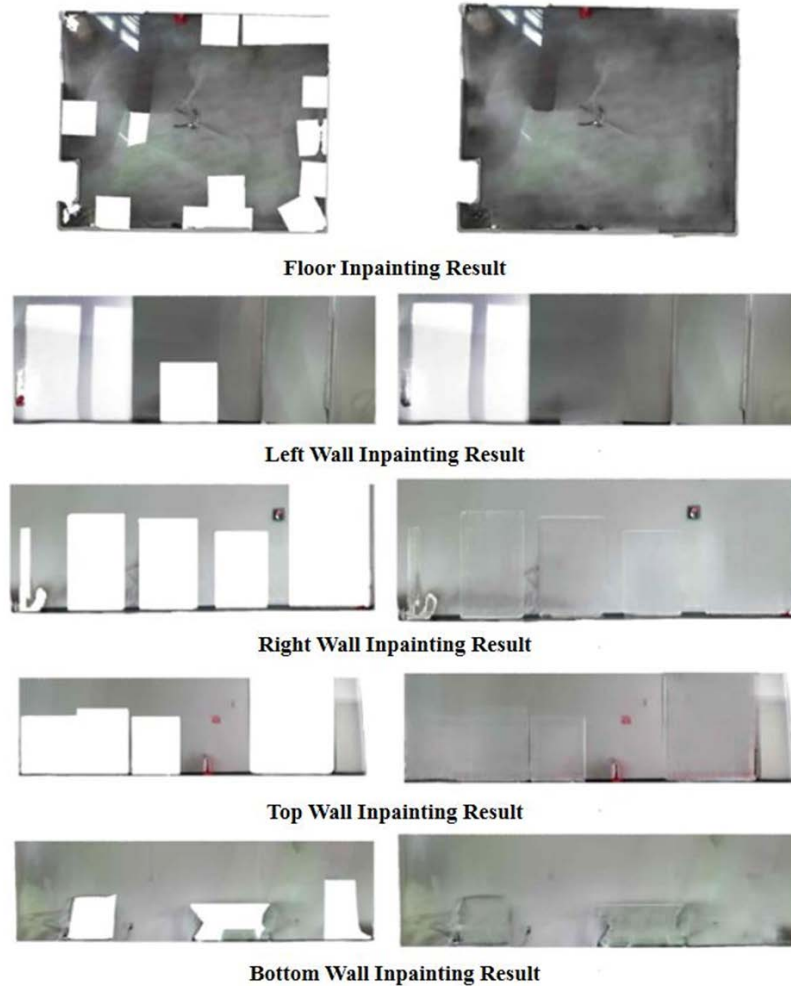 Floor Inpainting Result
Left Wall Inpainting Result
Right Wall Inpainting Result
Top Wall Inpainting Result
Bottom Wall Inpainting Result